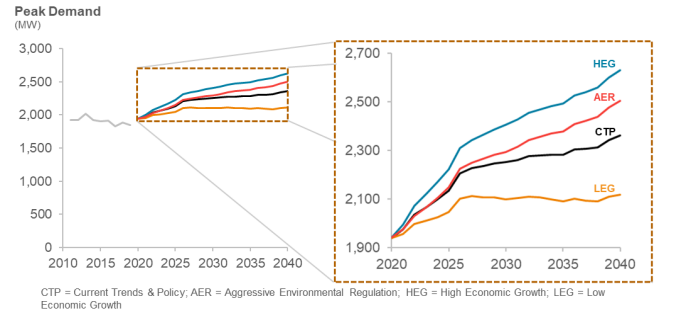 Peak Demand
(MW)
3,000
2,500
2,000
1,500
1,000
500
0
2010 2015 2020 2025 2030 2035 2040
2,700
2,500
2,300
2,100
1,900
HEG
AER
CTP
LEG
2020 2025 2030 2035 2040
CTP = Current Trends & Policy; AER = Aggressive Environmental Regulation; HEG = High Economic Growth; LEG = Low
Economic Growth